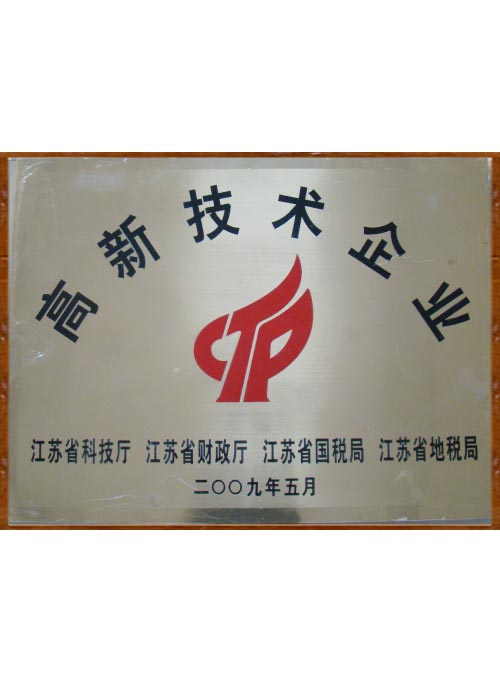 高新技术企业
CTP
江苏省科技厅 江苏省财政厅 江苏省国税局 江苏省地税局
二〇〇九年五月